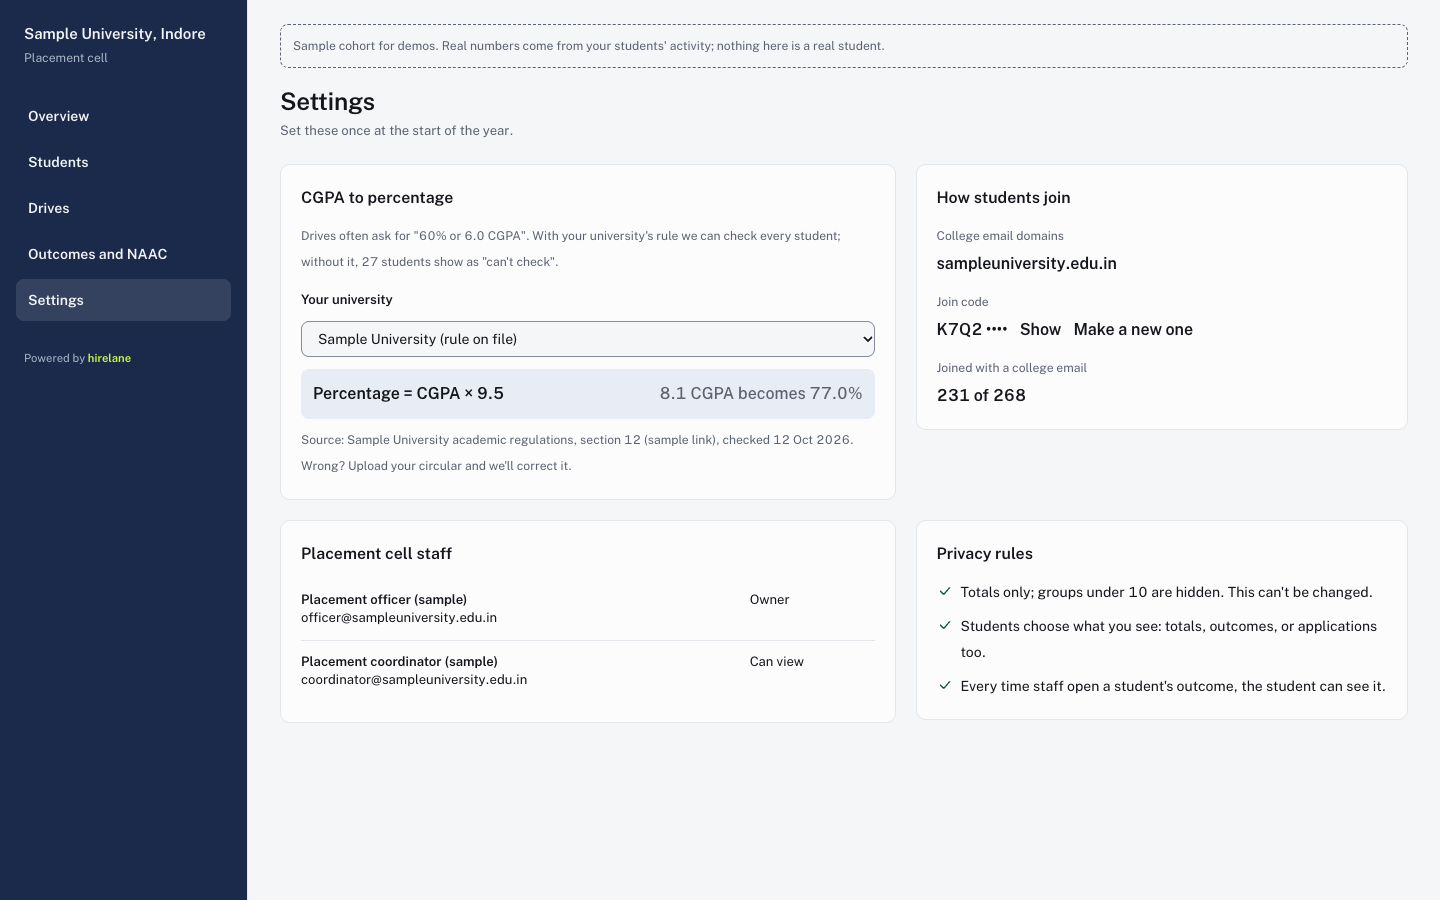 Sample University, Indore
Placement cell
Overview
Students
Drives
Outcomes and NAAC
Settings
Powered by hirelane
Sample cohort for demos. Real numbers come from your students' activity; nothing here is a real student.
Settings
Set these once at the start of the year.
CGPA to percentage
Drives often ask for "60% or 6.0 CGPA". With your university's rule we can check every student;
without it, 27 students show as "can't check".
Your university
Sample University (rule on file)
Percentage = CGPA × 9.5 8.1 CGPA becomes 77.0%
Source: Sample University academic regulations, section 12 (sample link), checked 12 Oct 2026.
Wrong? Upload your circular and we'll correct it.
How students join
College email domains
sampleuniversity.edu.in
Join code
K7Q2 •••• Show Make a new one
Joined with a college email
231 of 268
Placement cell staff
Placement officer (sample) Owner
officer@sampleuniversity.edu.in
Placement coordinator (sample) Can view
coordinator@sampleuniversity.edu.in
Privacy rules
Totals only; groups under 10 are hidden. This can't be changed.
Students choose what you see: totals, outcomes, or applications
too.
Every time staff open a student's outcome, the student can see it.